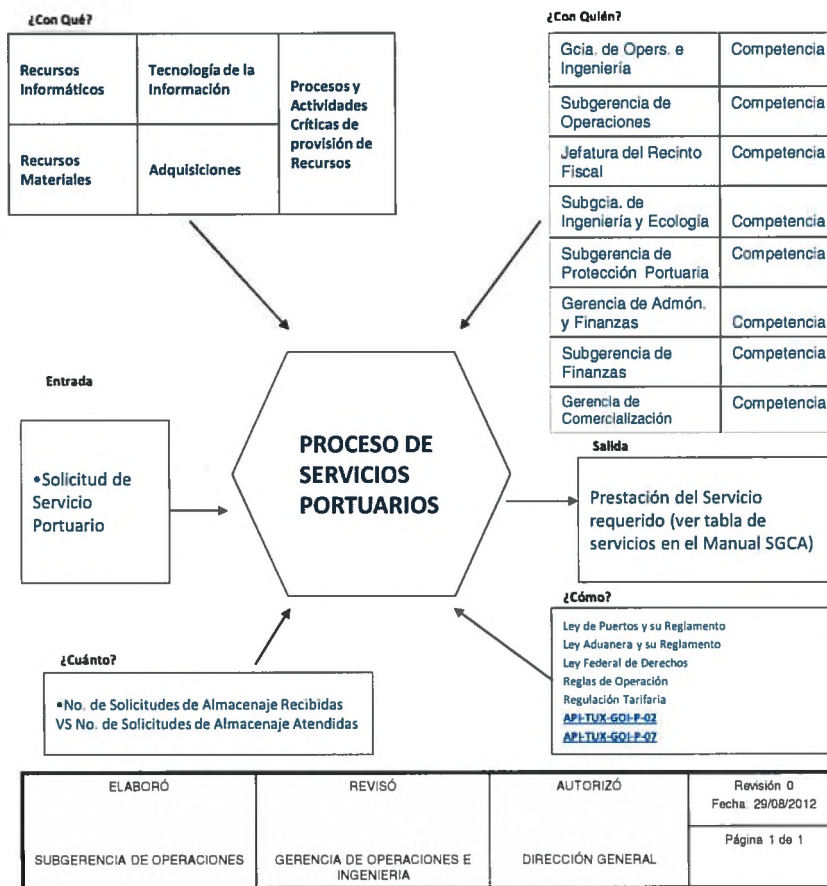 ¿Con Qué?
Recursos
Informáticos
Tecnología de la
Información
Procesos y
Actividades
Críticas de
provisión de
Recursos
Recursos
Materiales
Adquisiciones
¿Con Quién?
Gcia. de Opers. e
Ingeniería
Competencia
Subgerencia de
Operaciones
Competencia
Jefatura del Recinto
Fiscal
Competencia
Subgcia. de
Ingeniería y Ecología
Competencia
Subgerencia de
Protección Portuaria
Competencia
Gerencia de Admón.
y Finanzas
Competencia
Subgerencia de
Finanzas
Competencia
Gerencia de
Comercialización
Competencia
Entrada
•Solicitud de
Servicio
Portuario
PROCESO DE
SERVICIOS
PORTUARIOS
Salida
Prestación del Servicio
requerido (ver tabla de
servicios en el Manual SGCA)
¿Cómo?
Ley de Puertos y su Reglamento
Ley Aduanera y su Reglamento
Ley Federal de Derechos
Reglas de Operación
Regulación Tarifaria
API-TUX-GOI-P-02
API-TUX-GOI-P-07
¿Cuánto?
•No. de Solicitudes de Almacenaje Recibidas
VS No. de Solicitudes de Almacenaje Atendidas
ELABORÓ
SUBGERENCIA DE OPERACIONES
REVISÓ
GERENCIA DE OPERACIONES E
INGENIERIA
AUTORIZÓ
DIRECCIÓN GENERAL
Revisión 0
Fecha: 29/08/2012
Página 1 de 1